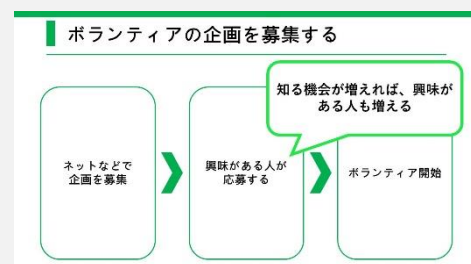 ボランティアの企画を募集する
知る機会が増えれば、興味が
ある人も増える
ネットなどで
企画を募集
興味がある人が
応募する
ボランティア開始